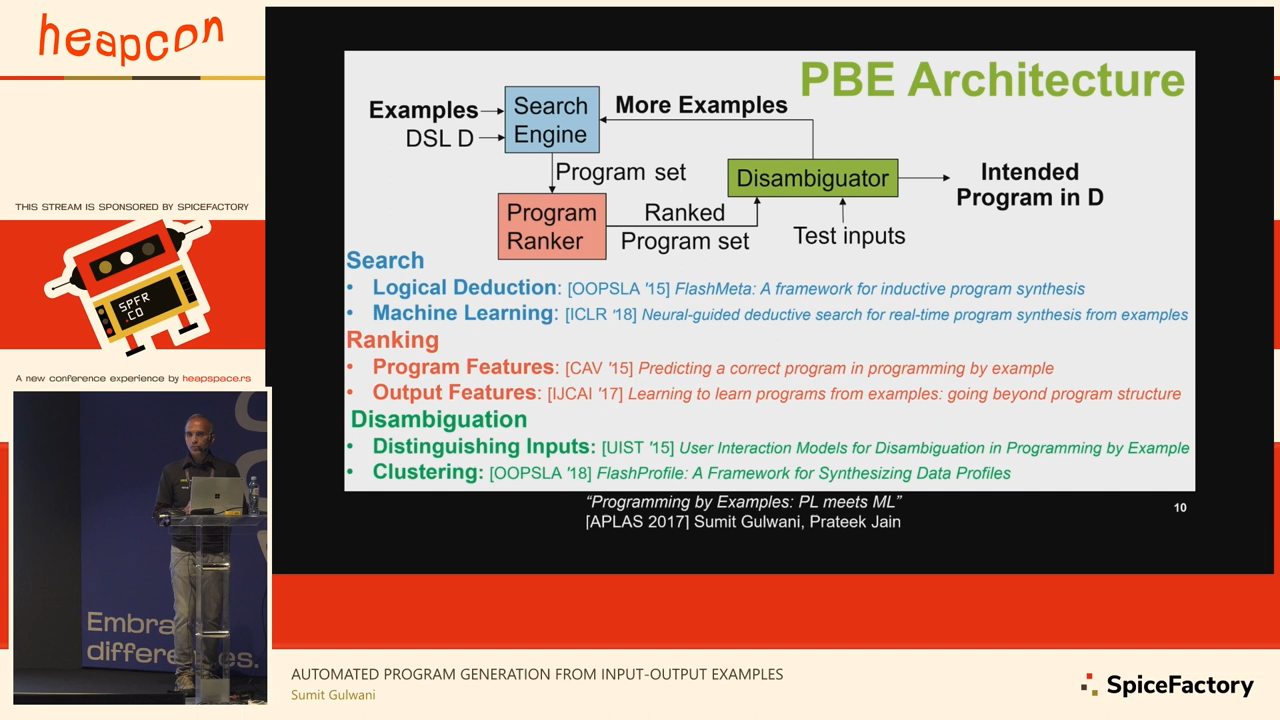 heapcon
THIS STREAM IS SPONSORED BY SPICEFACTORY
SPFR
.CO
A new conference experience by heapspace.rs
PBE Architecture
Examples
DSL D
Search
Engine
More Examples
Program set
Program
Ranker
Ranked
Program set
Disambiguator
Test inputs
Intended
Program in D
Search
• Logical Deduction: [OOPSLA '15] FlashMeta: A framework for inductive program synthesis
• Machine Learning: [ICLR '18] Neural-guided deductive search for real-time program synthesis from examples
Ranking
• Program Features: [CAV '15] Predicting a correct program in programming by example
• Output Features: [IJCAI '17] Learning to learn programs from examples: going beyond program structure
Disambiguation
• Distinguishing Inputs: [UIST '15] User Interaction Models for Disambiguation in Programming by Example
• Clustering: [OOPSLA '18] FlashProfile: A Framework for Synthesizing Data Profiles
“Programming by Examples: PL meets ML”
[APLAS 2017] Sumit Gulwani, Prateek Jain
10
Embra
differe es.
AUTOMATED PROGRAM GENERATION FROM INPUT-OUTPUT EXAMPLES
Sumit Gulwani
SpiceFactory